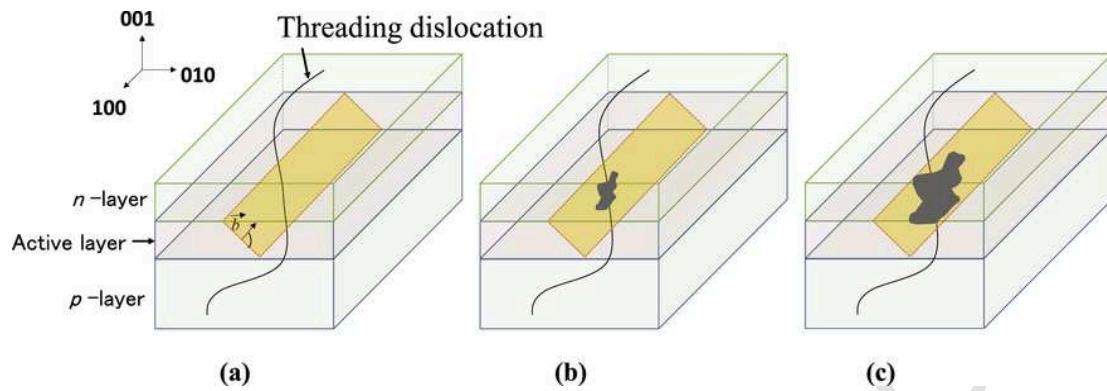 001
010
100
Threading dislocation
n-layer
Active layer
p-layer
b
(a)
(b)
(c)